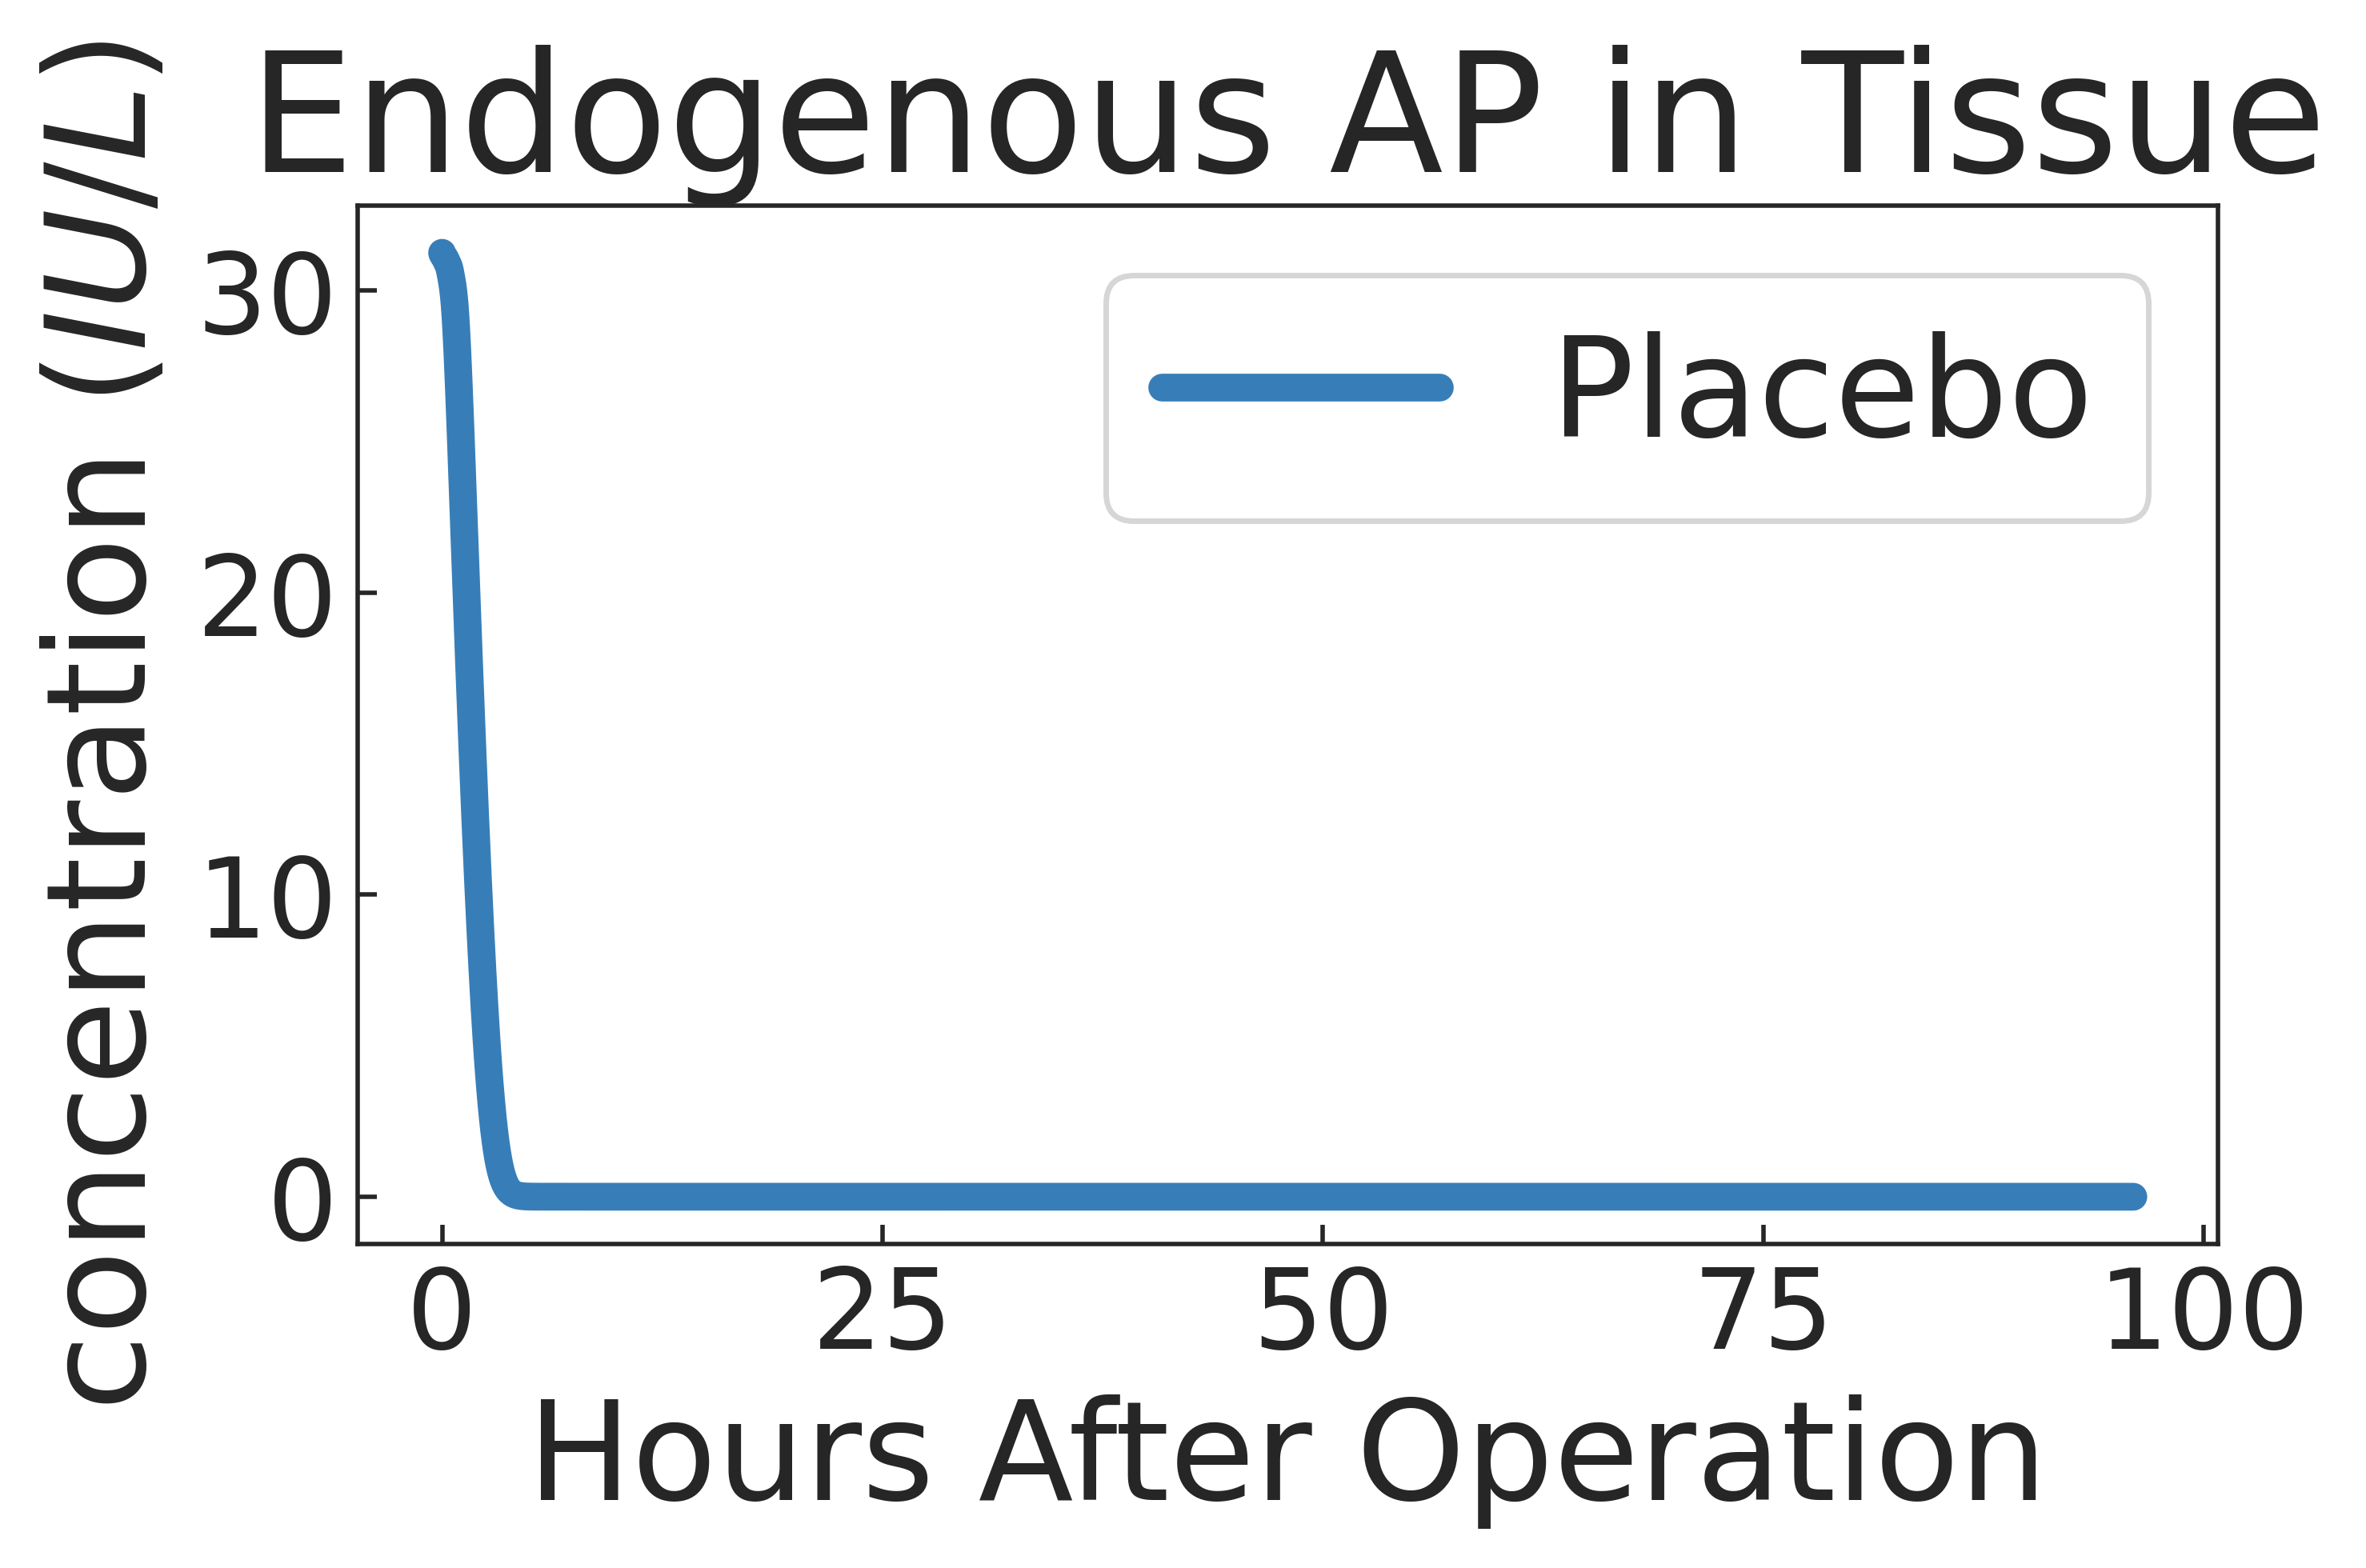 Endogenous AP in Tissue
concentration (IU/L)
30
20
10
0
Placebo
0 25 50 75 100
Hours After Operation